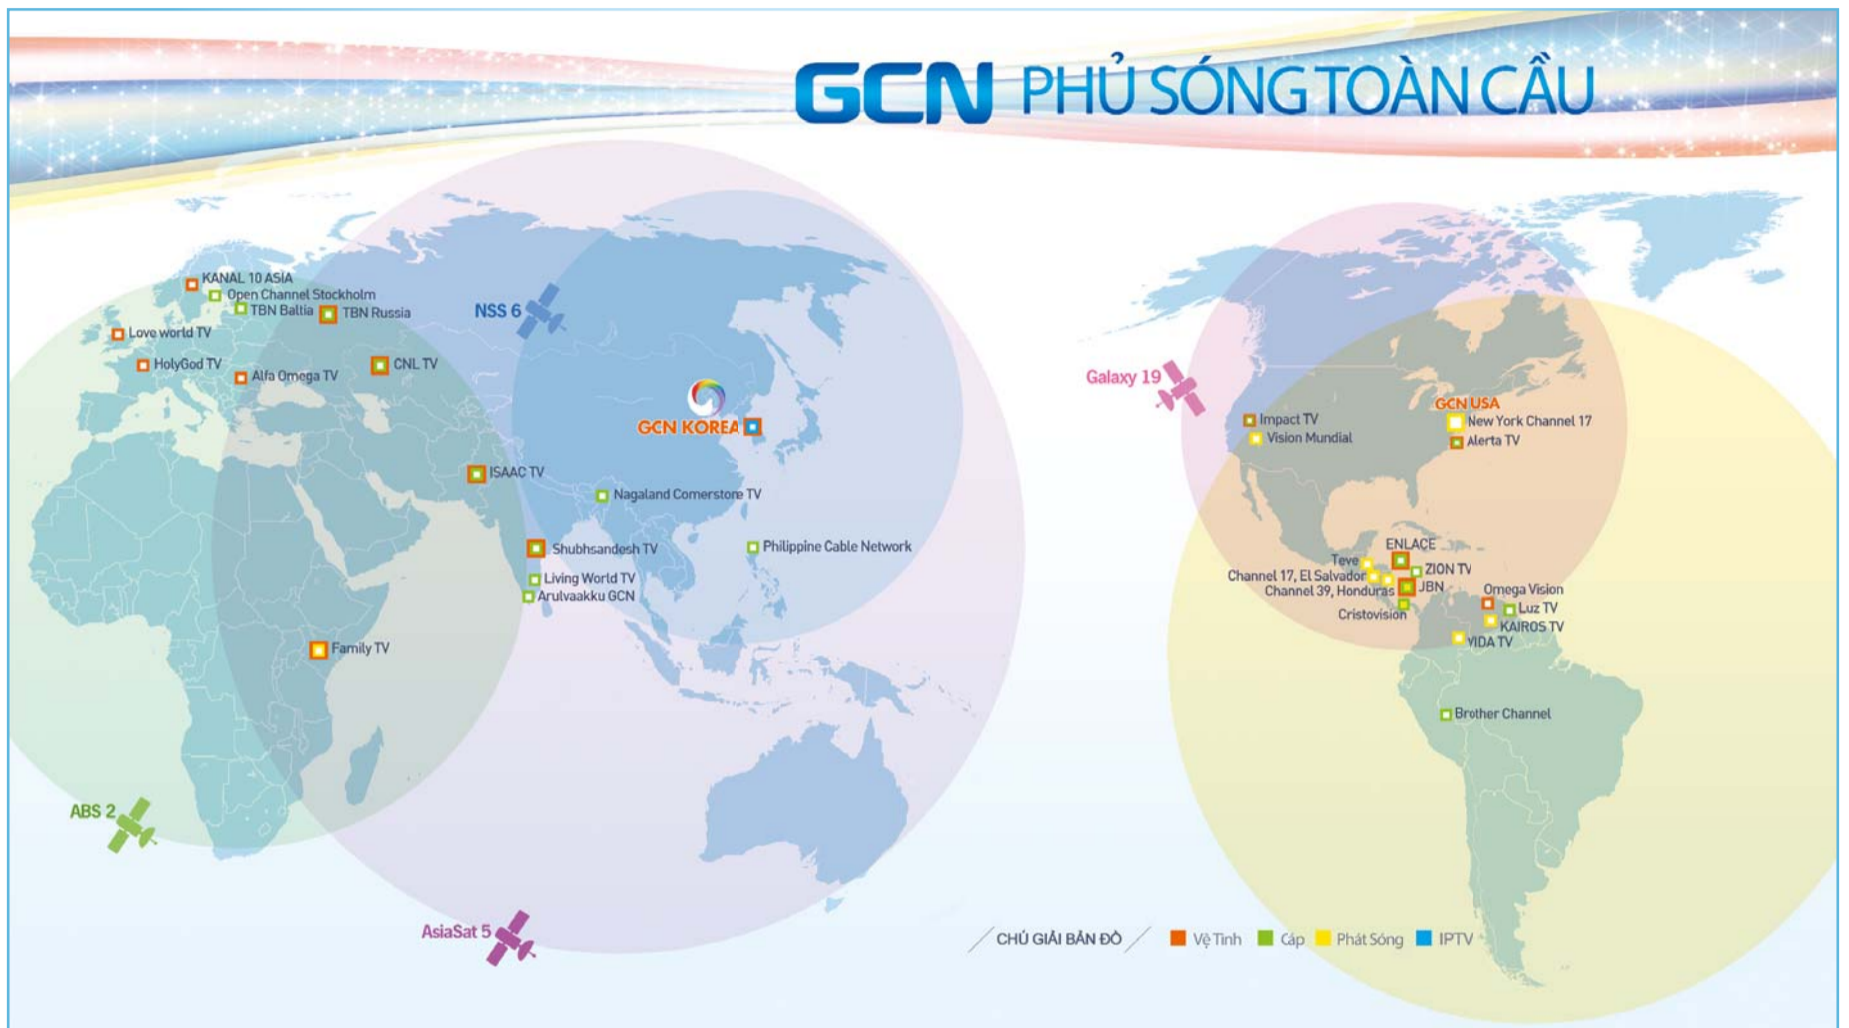 GCN PHỦ SÓNG TOÀN CẦU
KANAL 10 ASIA
Open Channel Stockholm
TBN Baltia
TBN Russia
Love world TV
HolyGod TV
Alfa Omega TV
CNL TV
NSS 6
GCN KOREA
ISAAC TV
Nagaland Cornerstone TV
Shubhsandesh TV
Philippine Cable Network
Living World TV
Arulvaakku GCN
Family TV
ABS 2
AsiaSat 5
Galaxy 19
GCN USA
Impact TV
New York Channel 17
Vision Mundial
Alerta TV
ENLACE
Teve
ZION TV
Channel 17, El Salvador
JBN
Channel 39, Honduras
Omega Vision
Cristovision
Luz TV
KAIROS TV
VIDA TV
Brother Channel
CHÚ GIẢI BẢN ĐỒ
Vệ Tinh
Cáp
Phát Sóng
IPTV